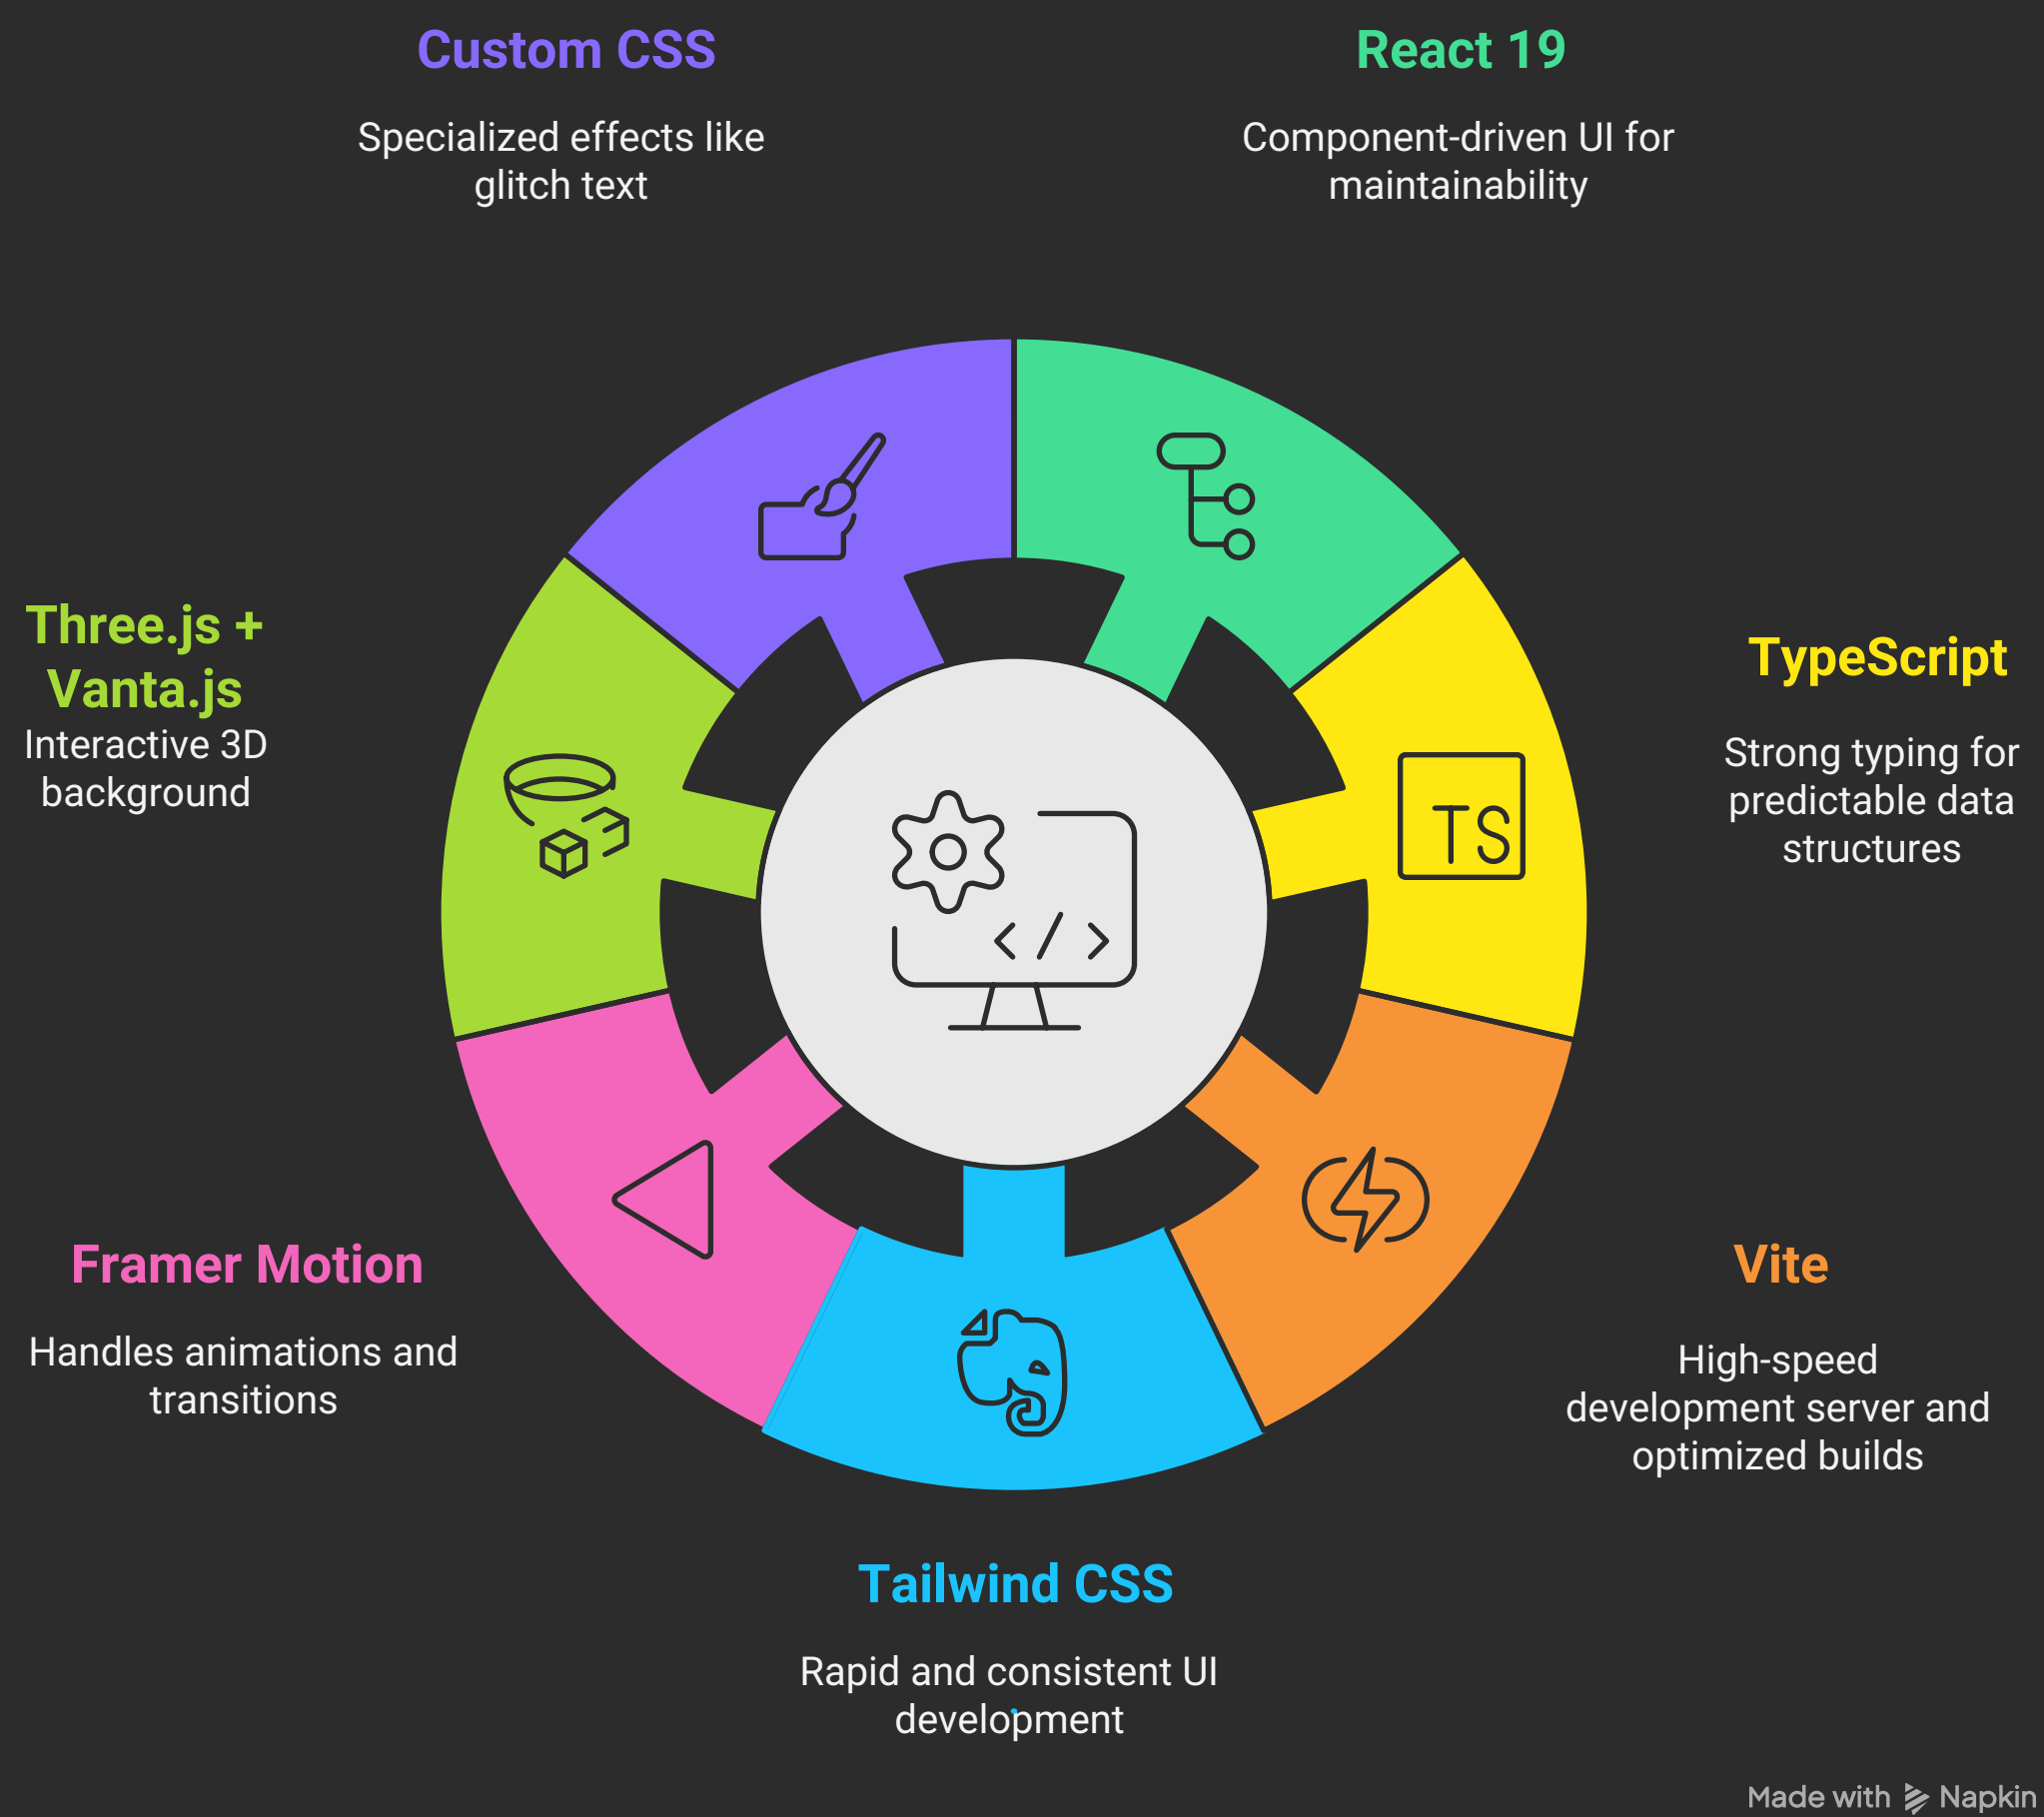 Custom CSS
Specialized effects like
glitch text
React 19
Component-driven UI for
maintainability
Three.js +
Vanta.js
Interactive 3D
background
TypeScript
Strong typing for
predictable data
structures
TS
</>
Framer Motion
Handles animations and
transitions
Vite
High-speed
development server and
optimized builds
Tailwind CSS
Rapid and consistent UI
development
Made with Napkin